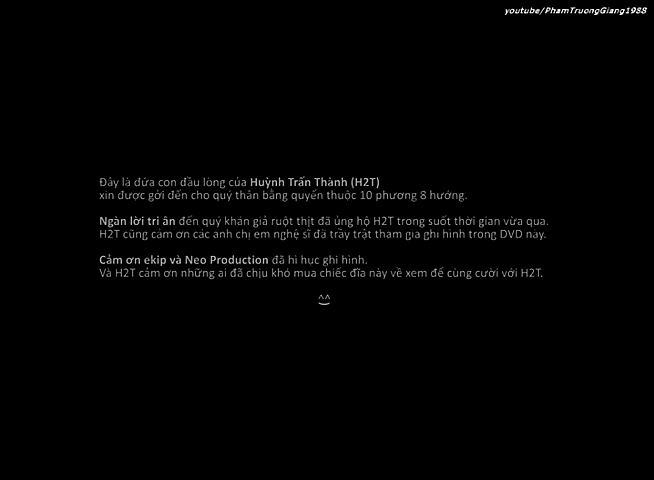 youtube/PhamTruongGiang1988
Đây là đứa con đầu lòng của Huỳnh Trấn Thành (H2T)
xin được gởi đến cho quý thân bằng quyến thuộc 10 phương 8 hướng.
Ngàn lời tri ân đến quý khán giả ruột thịt đã ủng hộ H2T trong suốt thời gian vừa qua.
H2T cũng cảm ơn các anh chị em nghệ sĩ đã trầy trật tham gia ghi hình trong DVD này.
Cảm ơn ekip và Neo Production đã hì hục ghi hình.
Và H2T cảm ơn những ai đã chịu khó mua chiếc đĩa này về xem để cùng cười với H2T.
^^